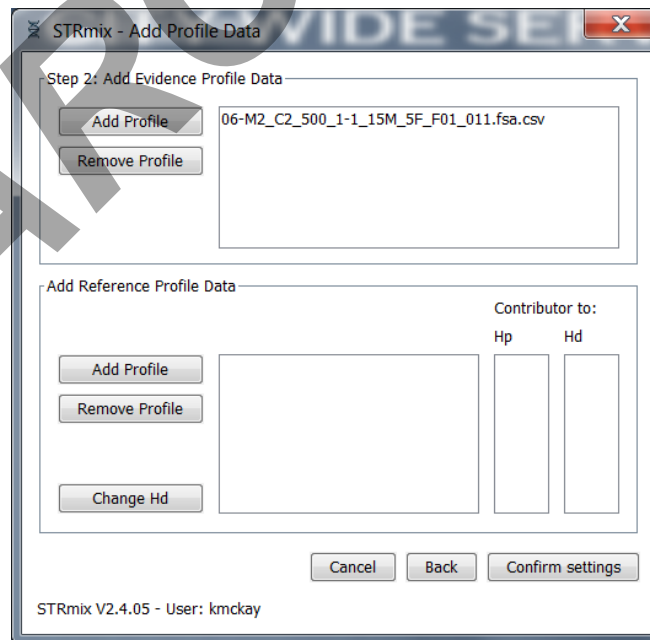 STRmix - Add Profile Data
Step 2: Add Evidence Profile Data
Add Profile
06-M2_C2_500_1-1_15M_5F_F01_011.fsa.csv
Remove Profile
Add Reference Profile Data
Contributor to:
Hp Hd
Add Profile
Remove Profile
Change Hd
Cancel Back Confirm settings
STRmix V2.4.05 - User: kmckay